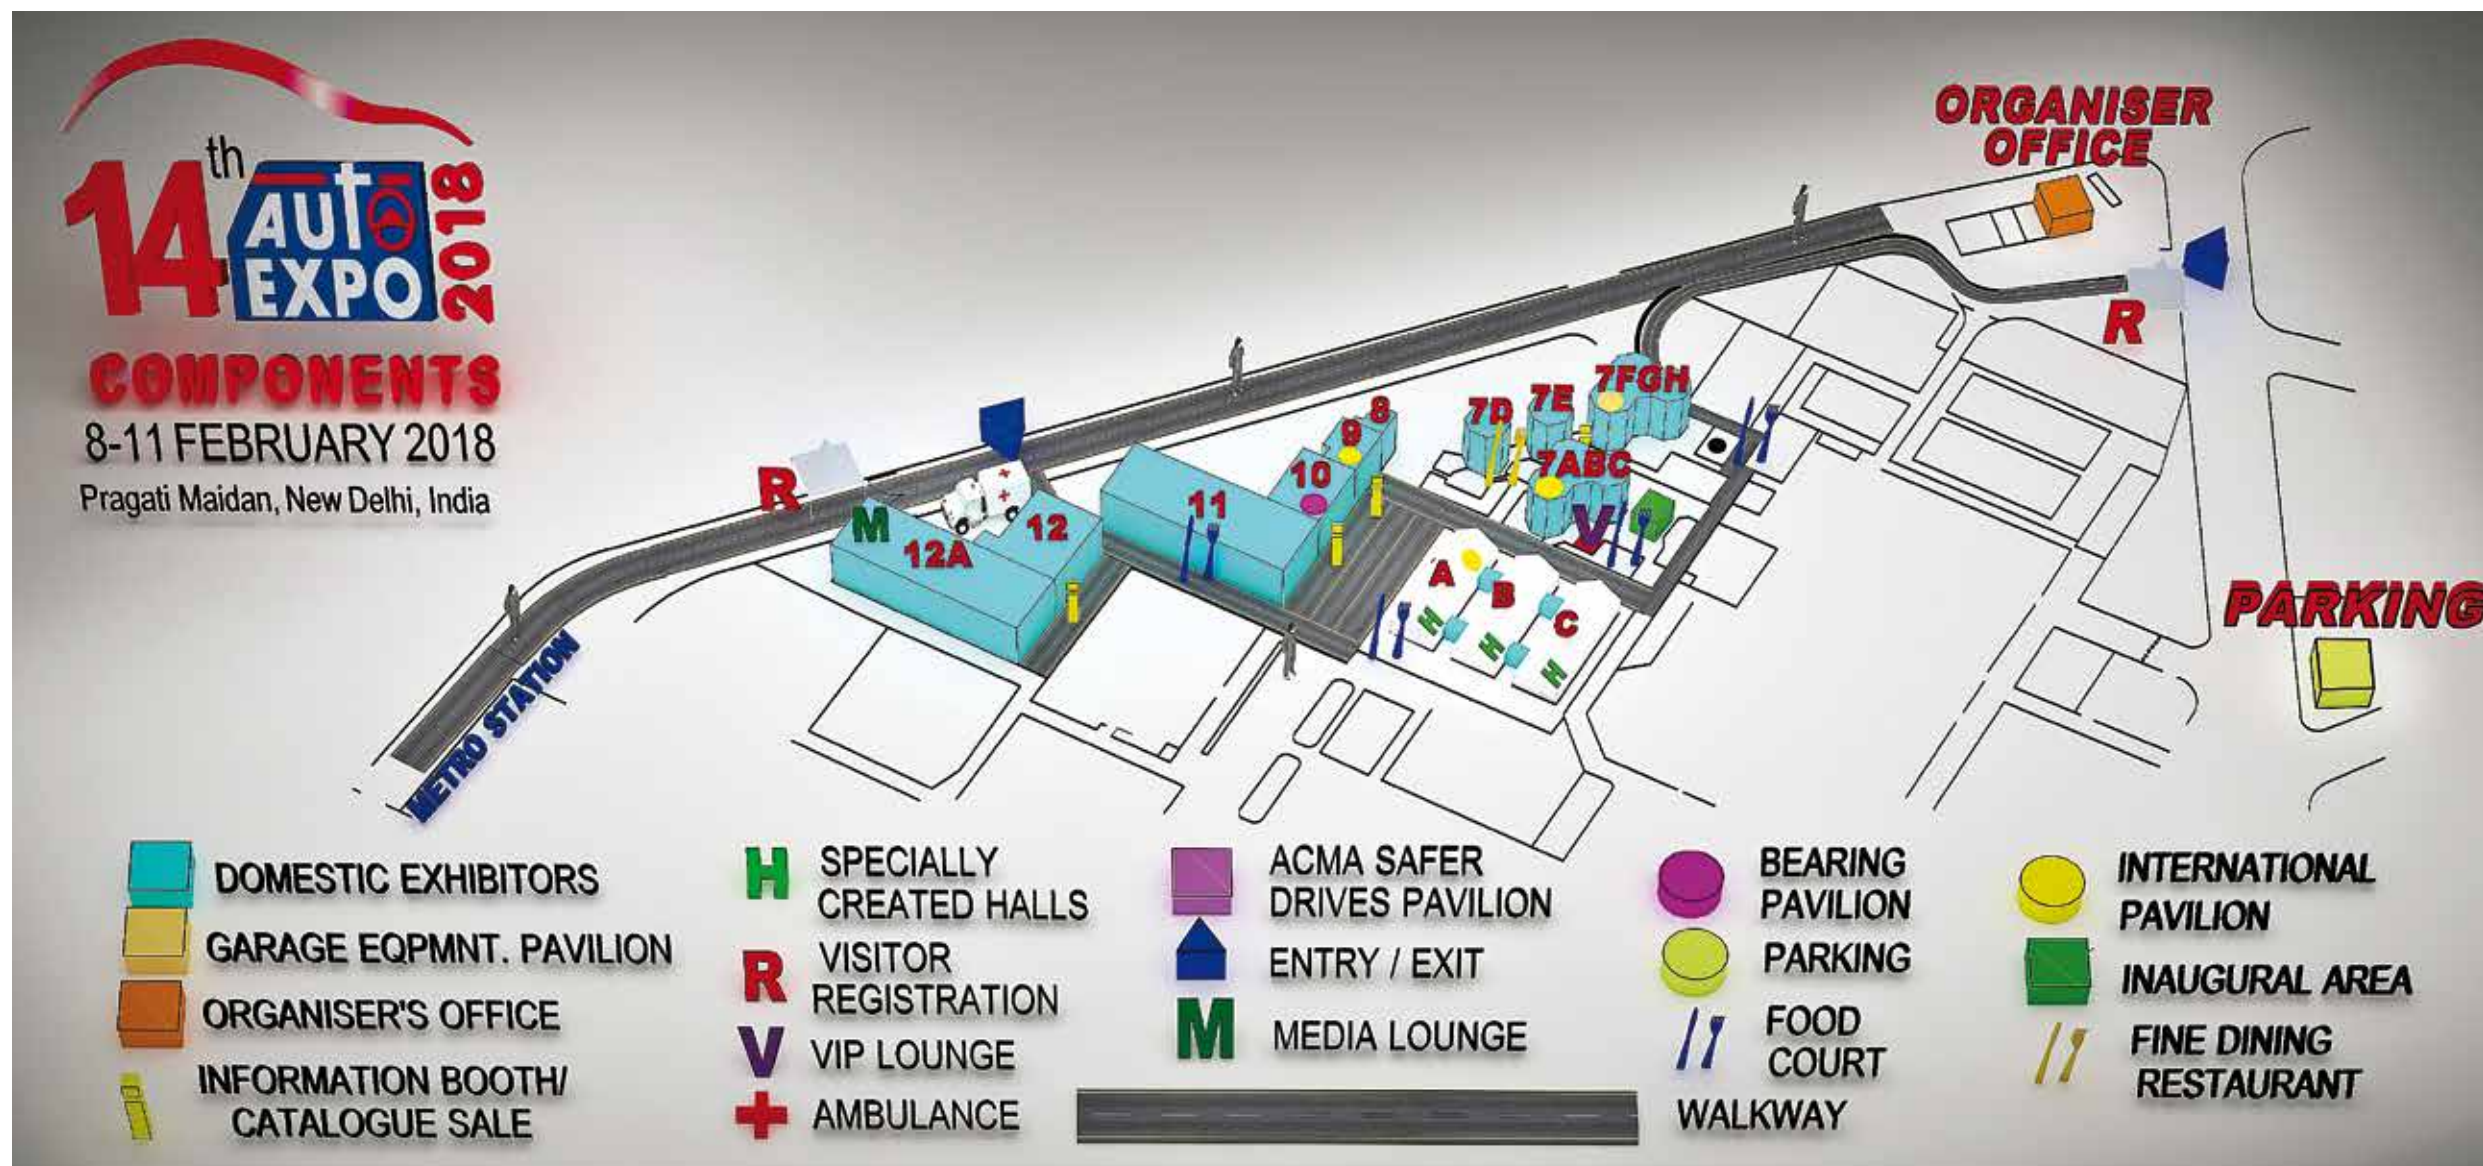 14th
AUTO
EXPO
2018
COMPONENTS
8-11 FEBRUARY 2018
Pragati Maidan, New Delhi, India
ORGANISER
OFFICE
R
PARKING
7FGH
7E
7D
7ABC
8
9
10
11
12
12A
M
R
V
A
B
C
H
H
H
METRO STATION
DOMESTIC EXHIBITORS
GARAGE EQPMNT. PAVILION
ORGANISER'S OFFICE
INFORMATION BOOTH/
CATALOGUE SALE
H SPECIALLY
CREATED HALLS
R VISITOR
REGISTRATION
V VIP LOUNGE
AMBULANCE
ACMA SAFER
DRIVES PAVILION
ENTRY / EXIT
M MEDIA LOUNGE
WALKWAY
BEARING
PAVILION
PARKING
FOOD
COURT
INTERNATIONAL
PAVILION
INAUGURAL AREA
FINE DINING
RESTAURANT